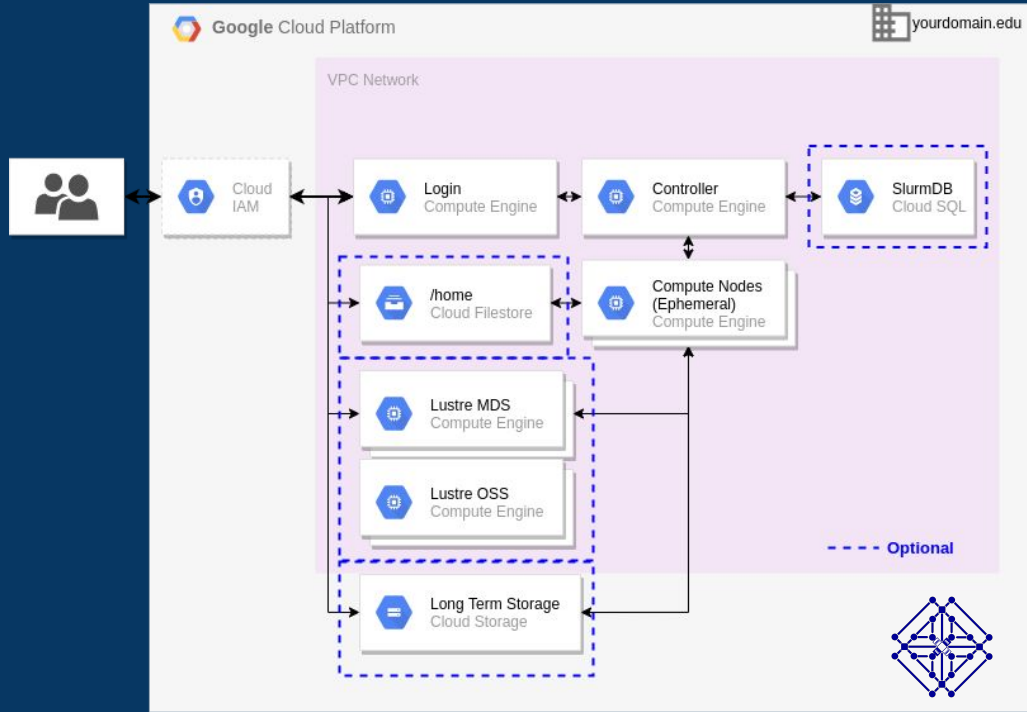 Google Cloud Platform
yourdomain.edu
VPC Network
Cloud
IAM
Login
Compute Engine
Controller
Compute Engine
SlurmDB
Cloud SQL
/home
Cloud Filestore
Compute Nodes
(Ephemeral)
Compute Engine
Lustre MDS
Compute Engine
Lustre OSS
Compute Engine
Optional
Long Term Storage
Cloud Storage